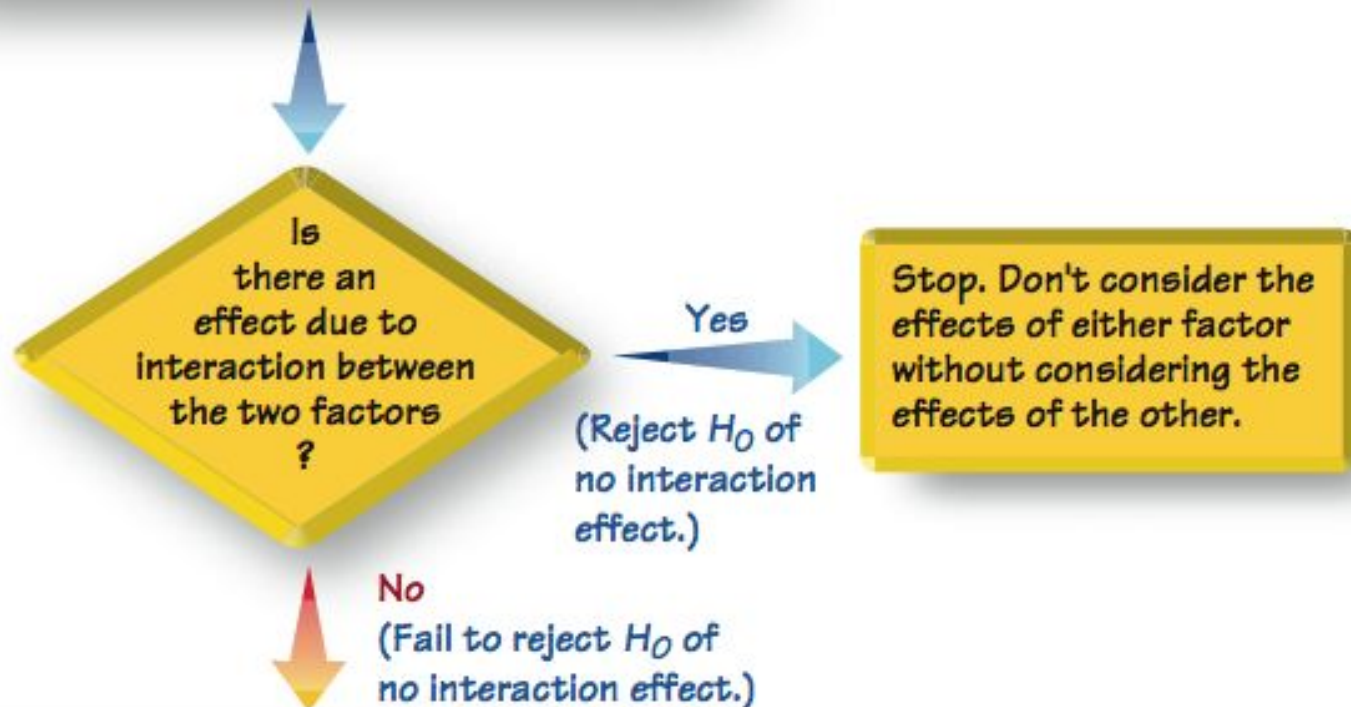 Is
there an
effect due to
interaction between
the two factors
?
Yes
(Reject H₀ of
no interaction
effect.)
Stop. Don't consider the
effects of either factor
without considering the
effects of the other.
No
(Fail to reject H₀ of
no interaction effect.)